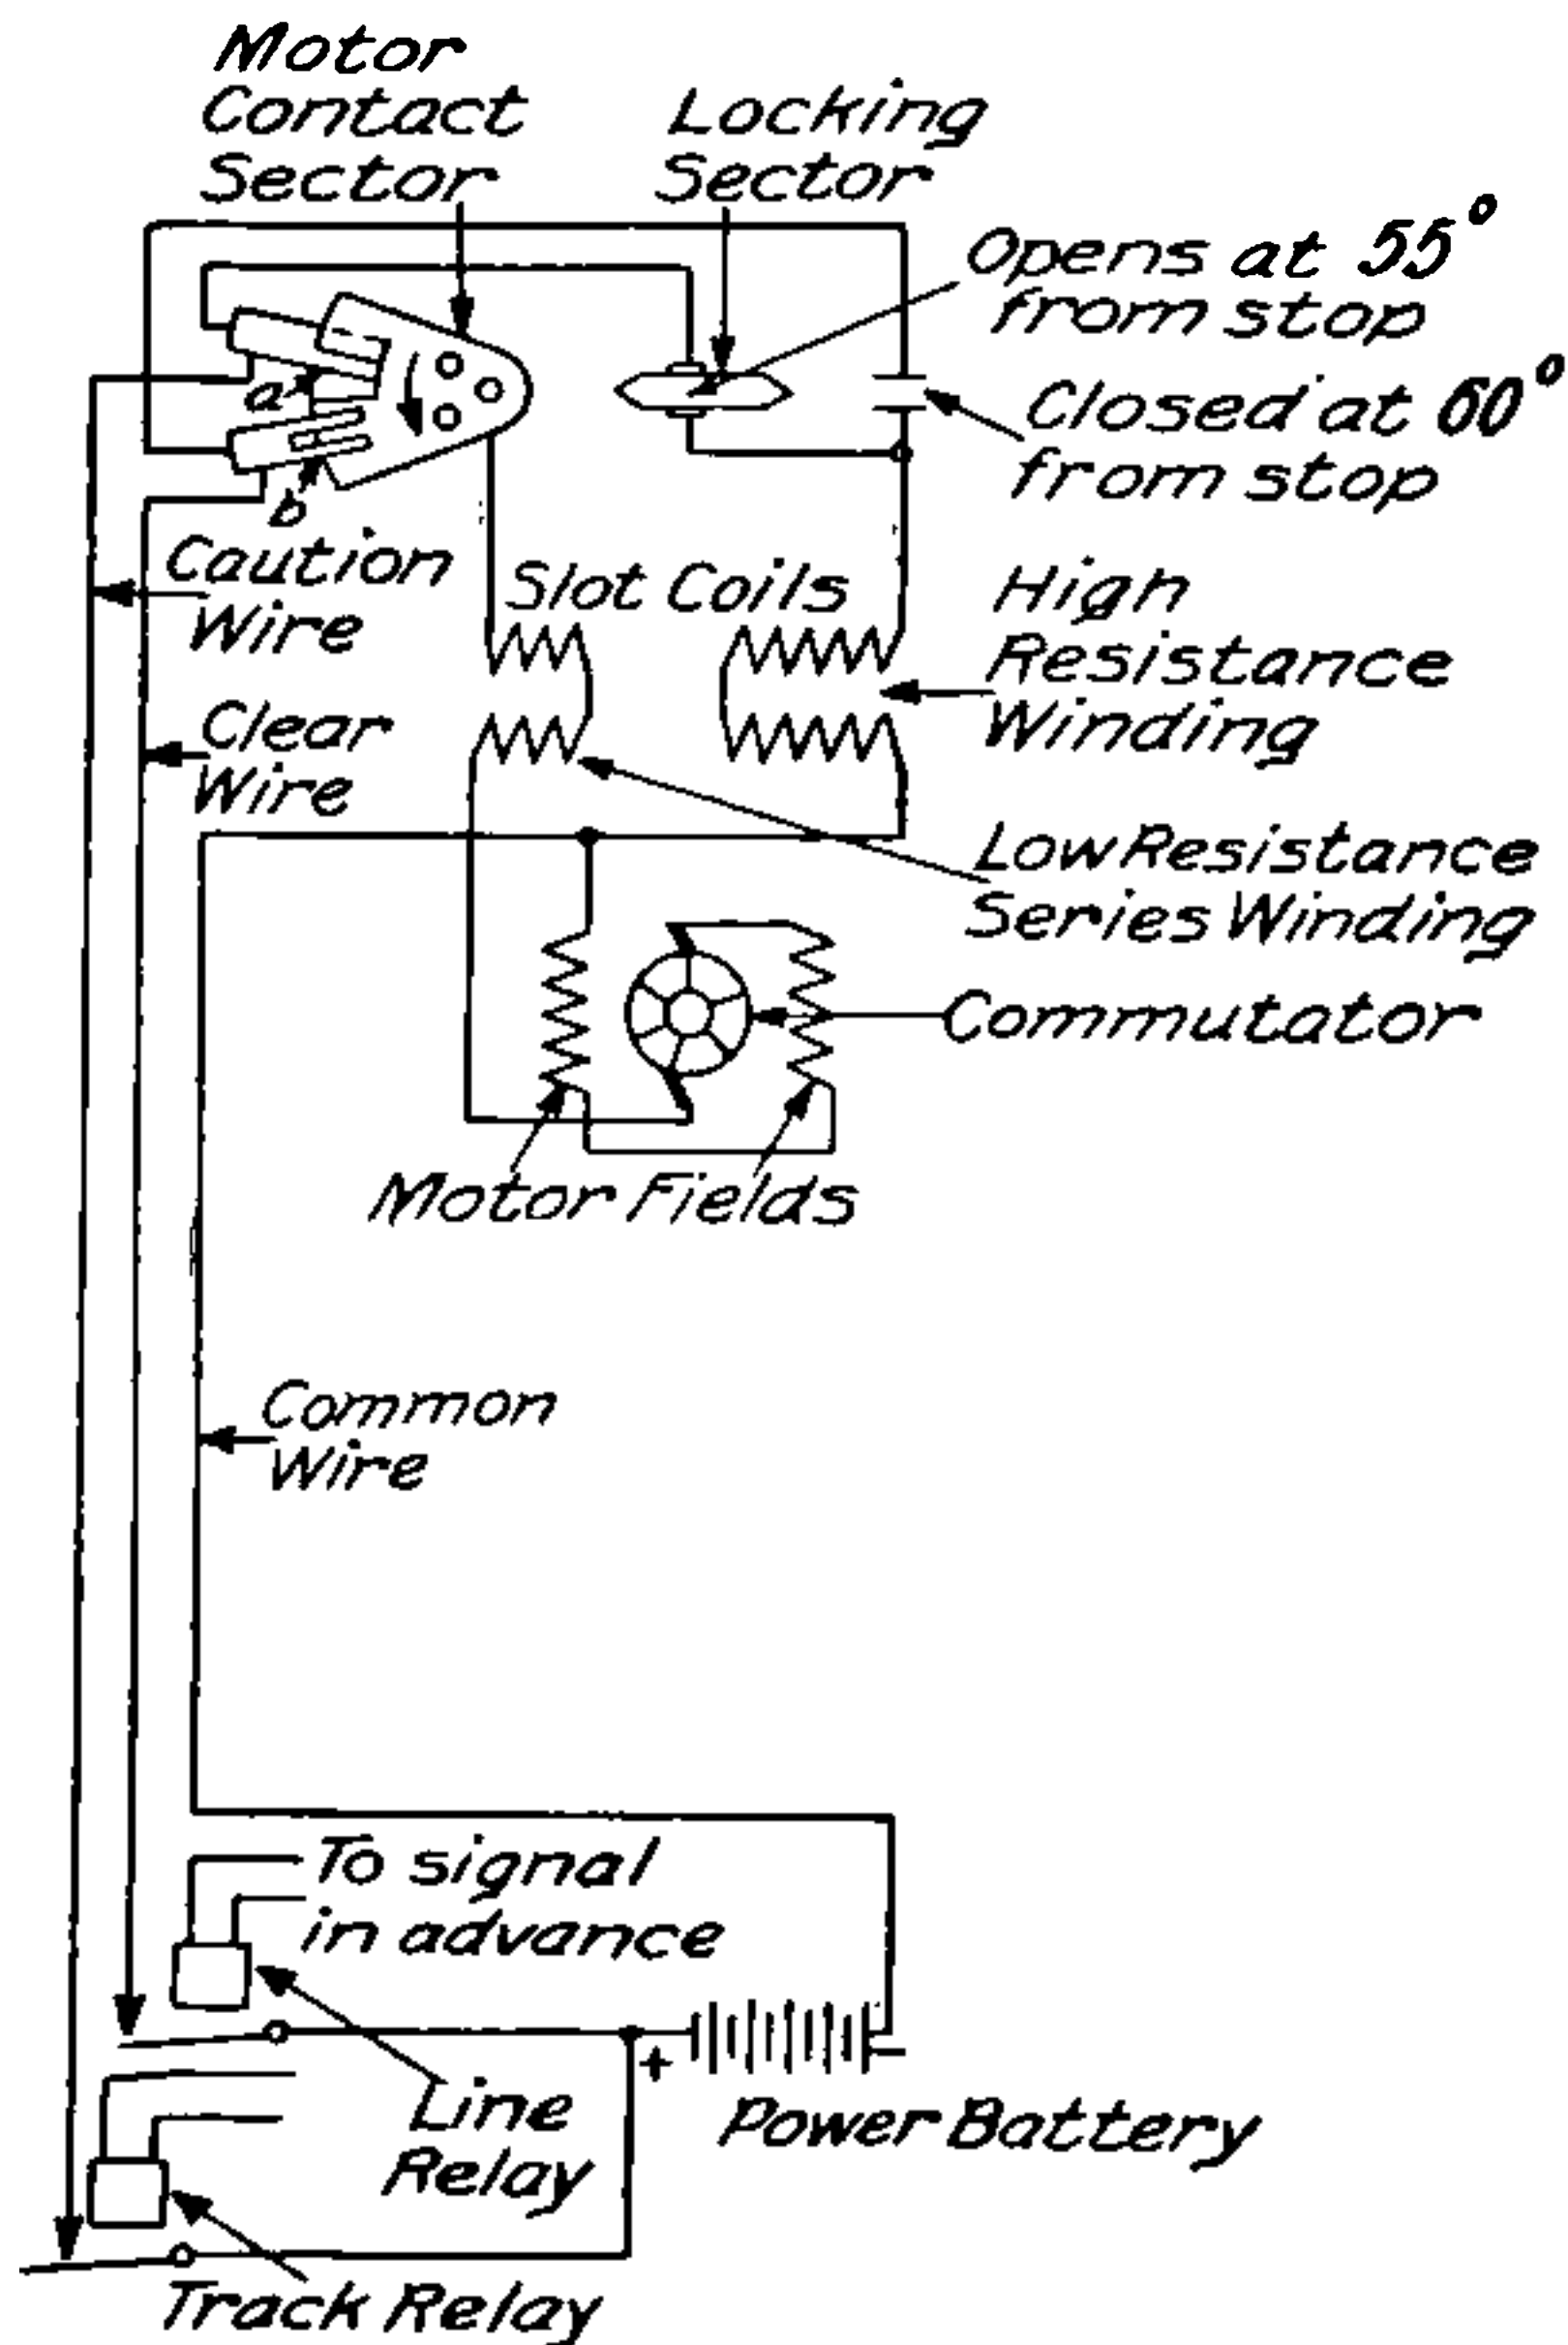 Motor
Contact
Sector
Locking
Sector
Opens at 55°
from stop
Closed at 60°
from stop
a
b
Caution
Wire
Slot Coils
High
Resistance
Winding
Clear
Wire
Low Resistance
Series Winding
Commutator
Motor Fields
Common
Wire
To signal
in advance
+
Line
Relay
Power Battery
Track Relay